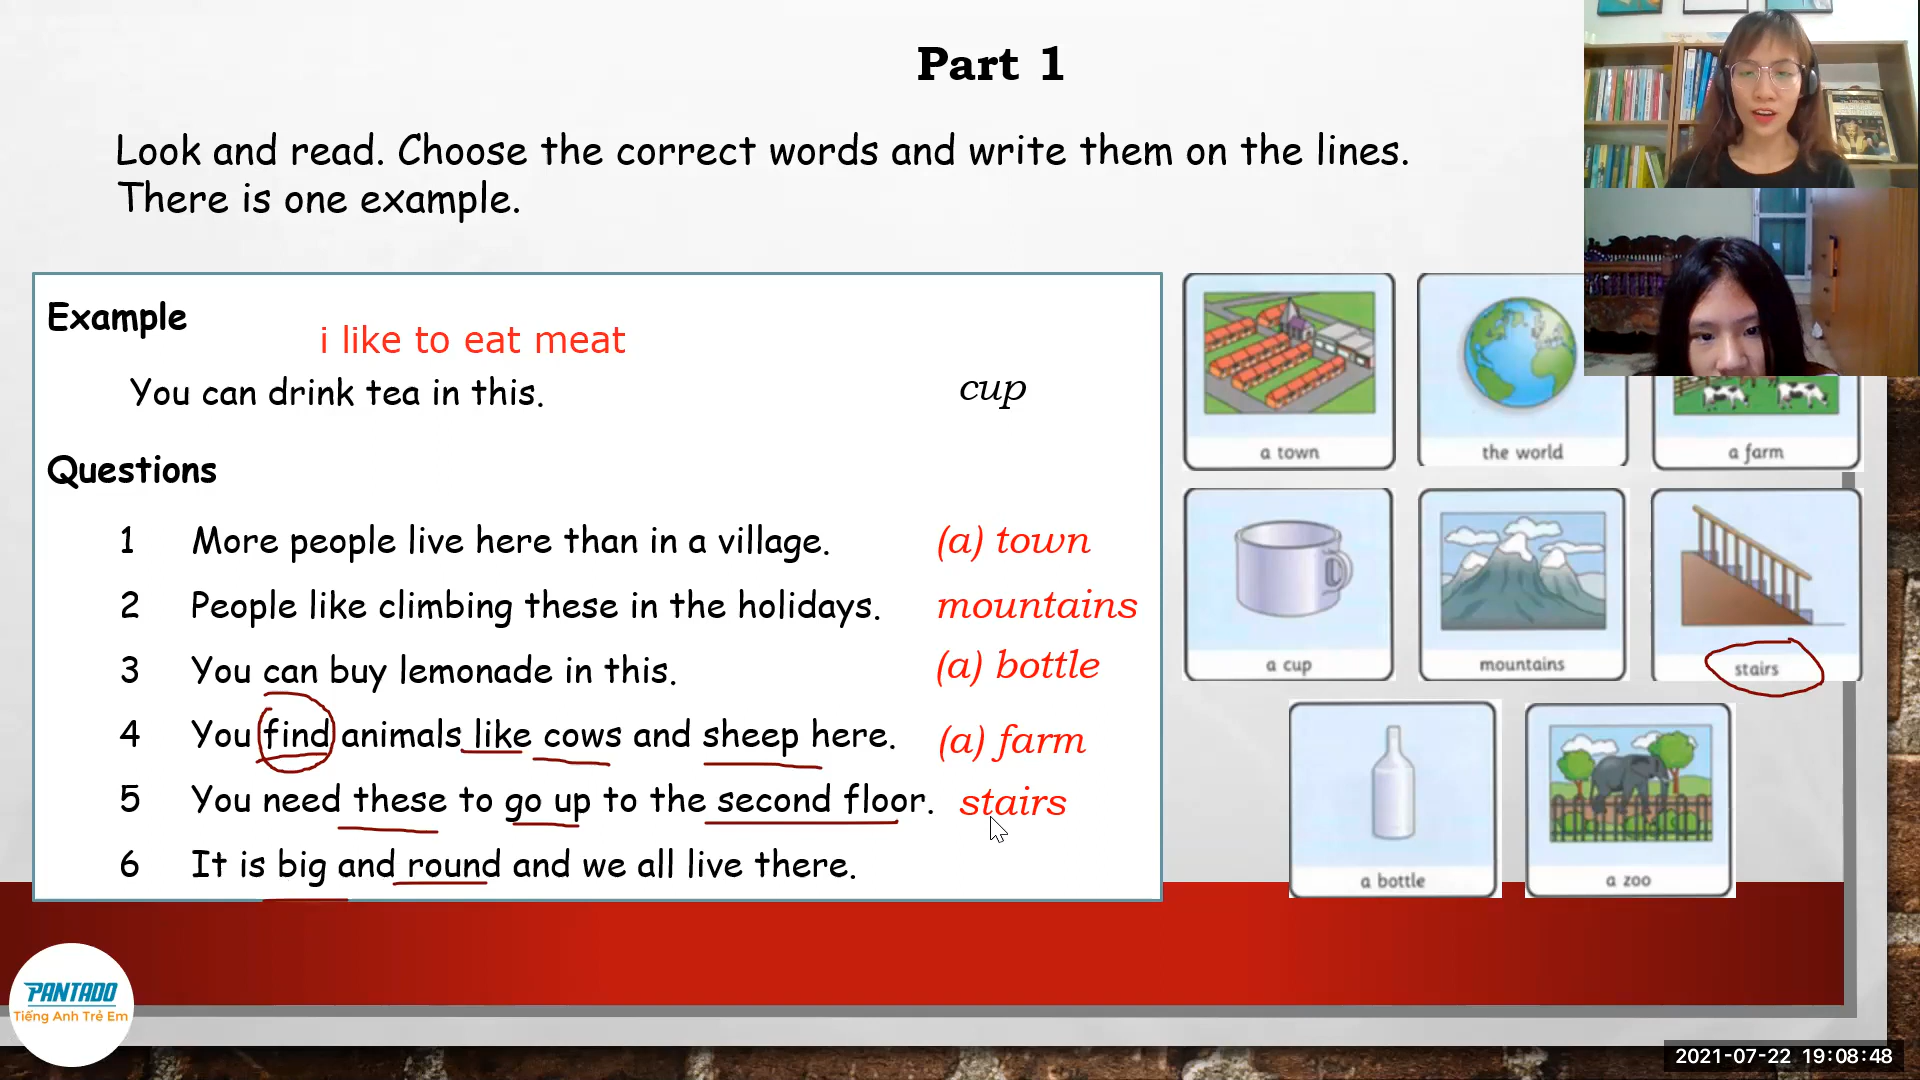 Part 1
Look and read. Choose the correct words and write them on the lines.
There is one example.
Example
i like to eat meat
You can drink tea in this.
cup
Questions
1 More people live here than in a village. (a) town
2 People like climbing these in the holidays. mountains
3 You can buy lemonade in this. (a) bottle
4 You find animals like cows and sheep here. (a) farm
5 You need these to go up to the second floor. stairs
6 It is big and round and we all live there.
a town
the world
a farm
a cup
mountains
stairs
a bottle
a zoo
PANTADO
Tiếng Anh Trẻ Em
2021-07-22 19:08:48